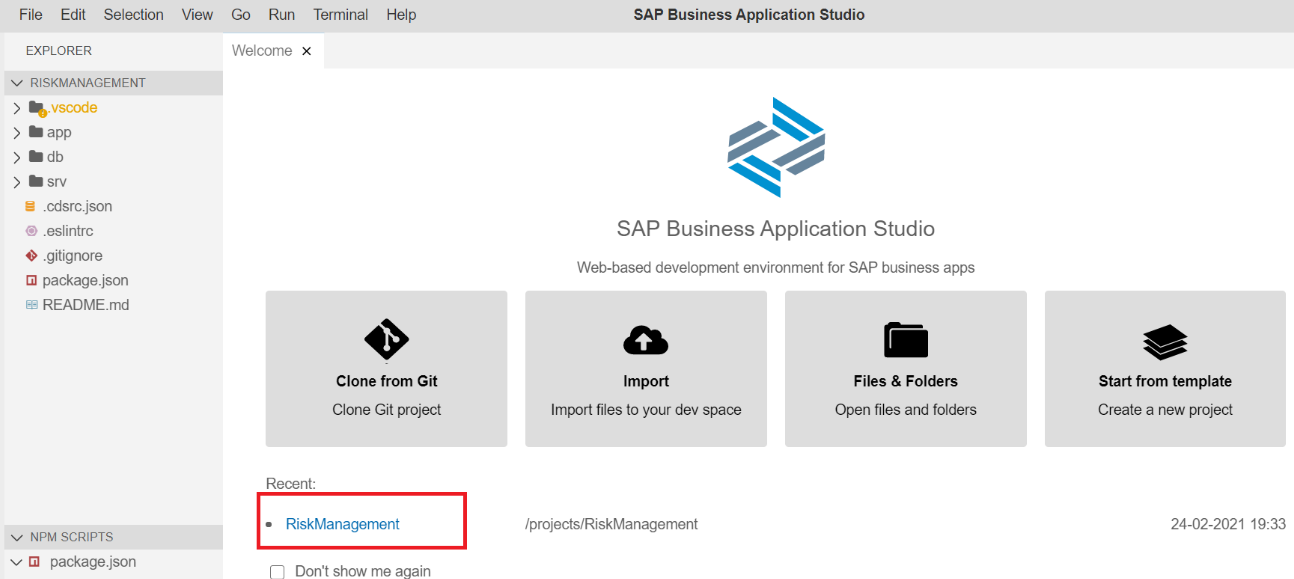 File Edit Selection View Go Run Terminal Help SAP Business Application Studio
EXPLORER
Welcome
RISKMANAGEMENT
.vscode
app
db
srv
.cdsrc.json
.eslintrc
.gitignore
package.json
README.md
NPM SCRIPTS
package.json
SAP Business Application Studio
Web-based development environment for SAP business apps
Clone from Git
Clone Git project
Import
Import files to your dev space
Files & Folders
Open files and folders
Start from template
Create a new project
Recent:
RiskManagement /projects/RiskManagement 24-02-2021 19:33
Don't show me again